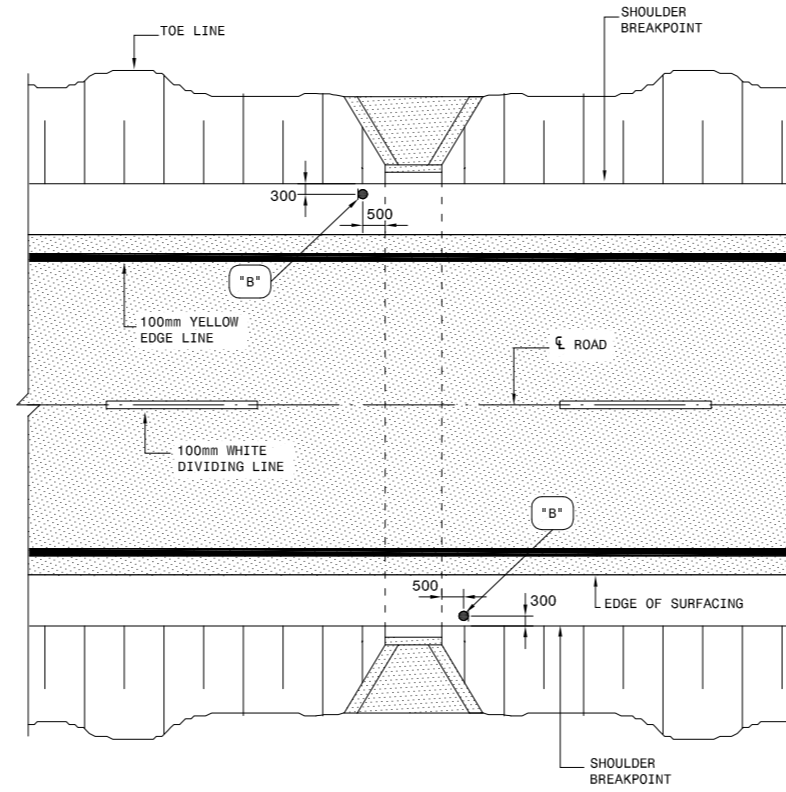 SHOULDER
BREAKPOINT
TOE LINE
300
500
"B"
100mm YELLOW
EDGE LINE
℄ ROAD
100mm WHITE
DIVIDING LINE
"B"
500
300
EDGE OF SURFACING
SHOULDER
BREAKPOINT